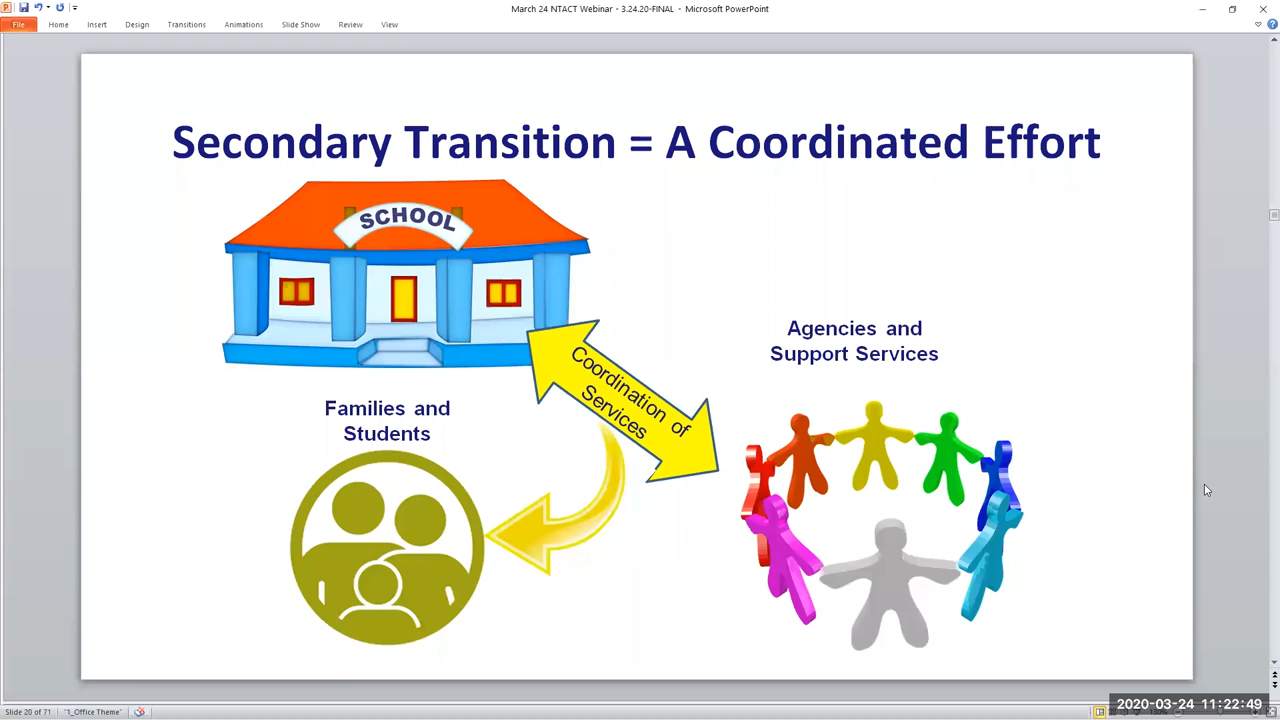 March 24 NTACT Webinar - 3.24.20-FINAL - Microsoft PowerPoint
File Home Insert Design Transitions Animations Slide Show Review View
Secondary Transition = A Coordinated Effort
SCHOOL
Agencies and
Support Services
Coordination of
Services
Families and
Students
Slide 20 of 71 "1_Office Theme"
2020-03-24 11:22:49